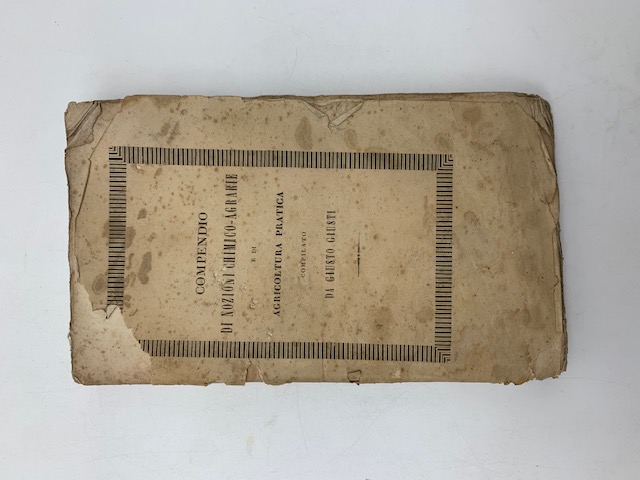 COMPENDIO
DI NOZIONI CHIMICO-AGRARIE
E DI
AGRICOLTURA PRATICA
COMPILATO
DA GIUSTO GIUSTI